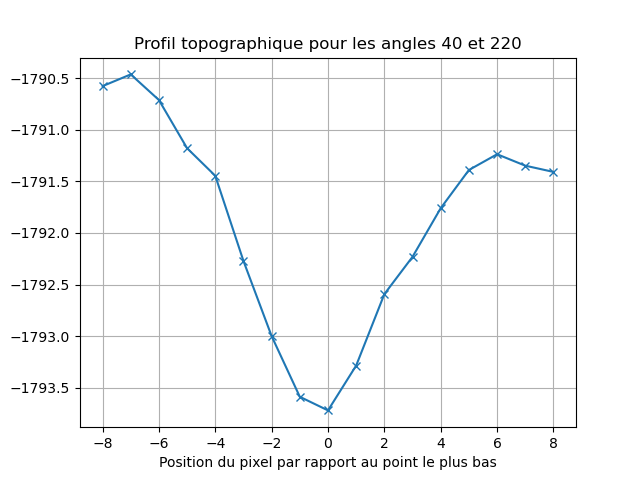 Profil topographique pour les angles 40 et 220
−1790.5
−1791.0
−1791.5
−1792.0
−1792.5
−1793.0
−1793.5
−8 −6 −4 −2 0 2 4 6 8
Position du pixel par rapport au point le plus bas